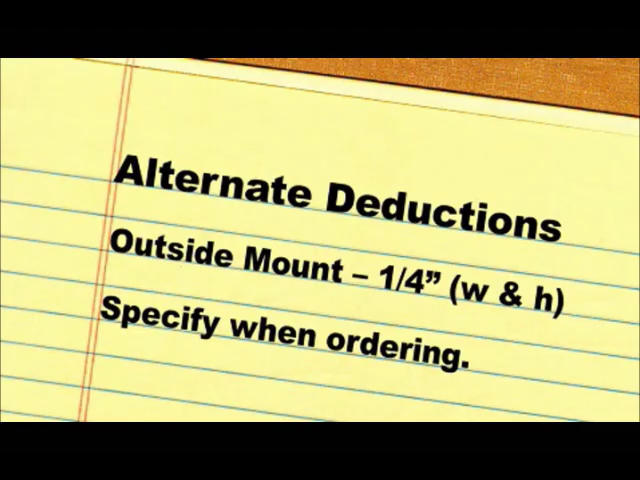 Alternate Deductions
Outside Mount – 1/4” (w & h)
Specify when ordering.